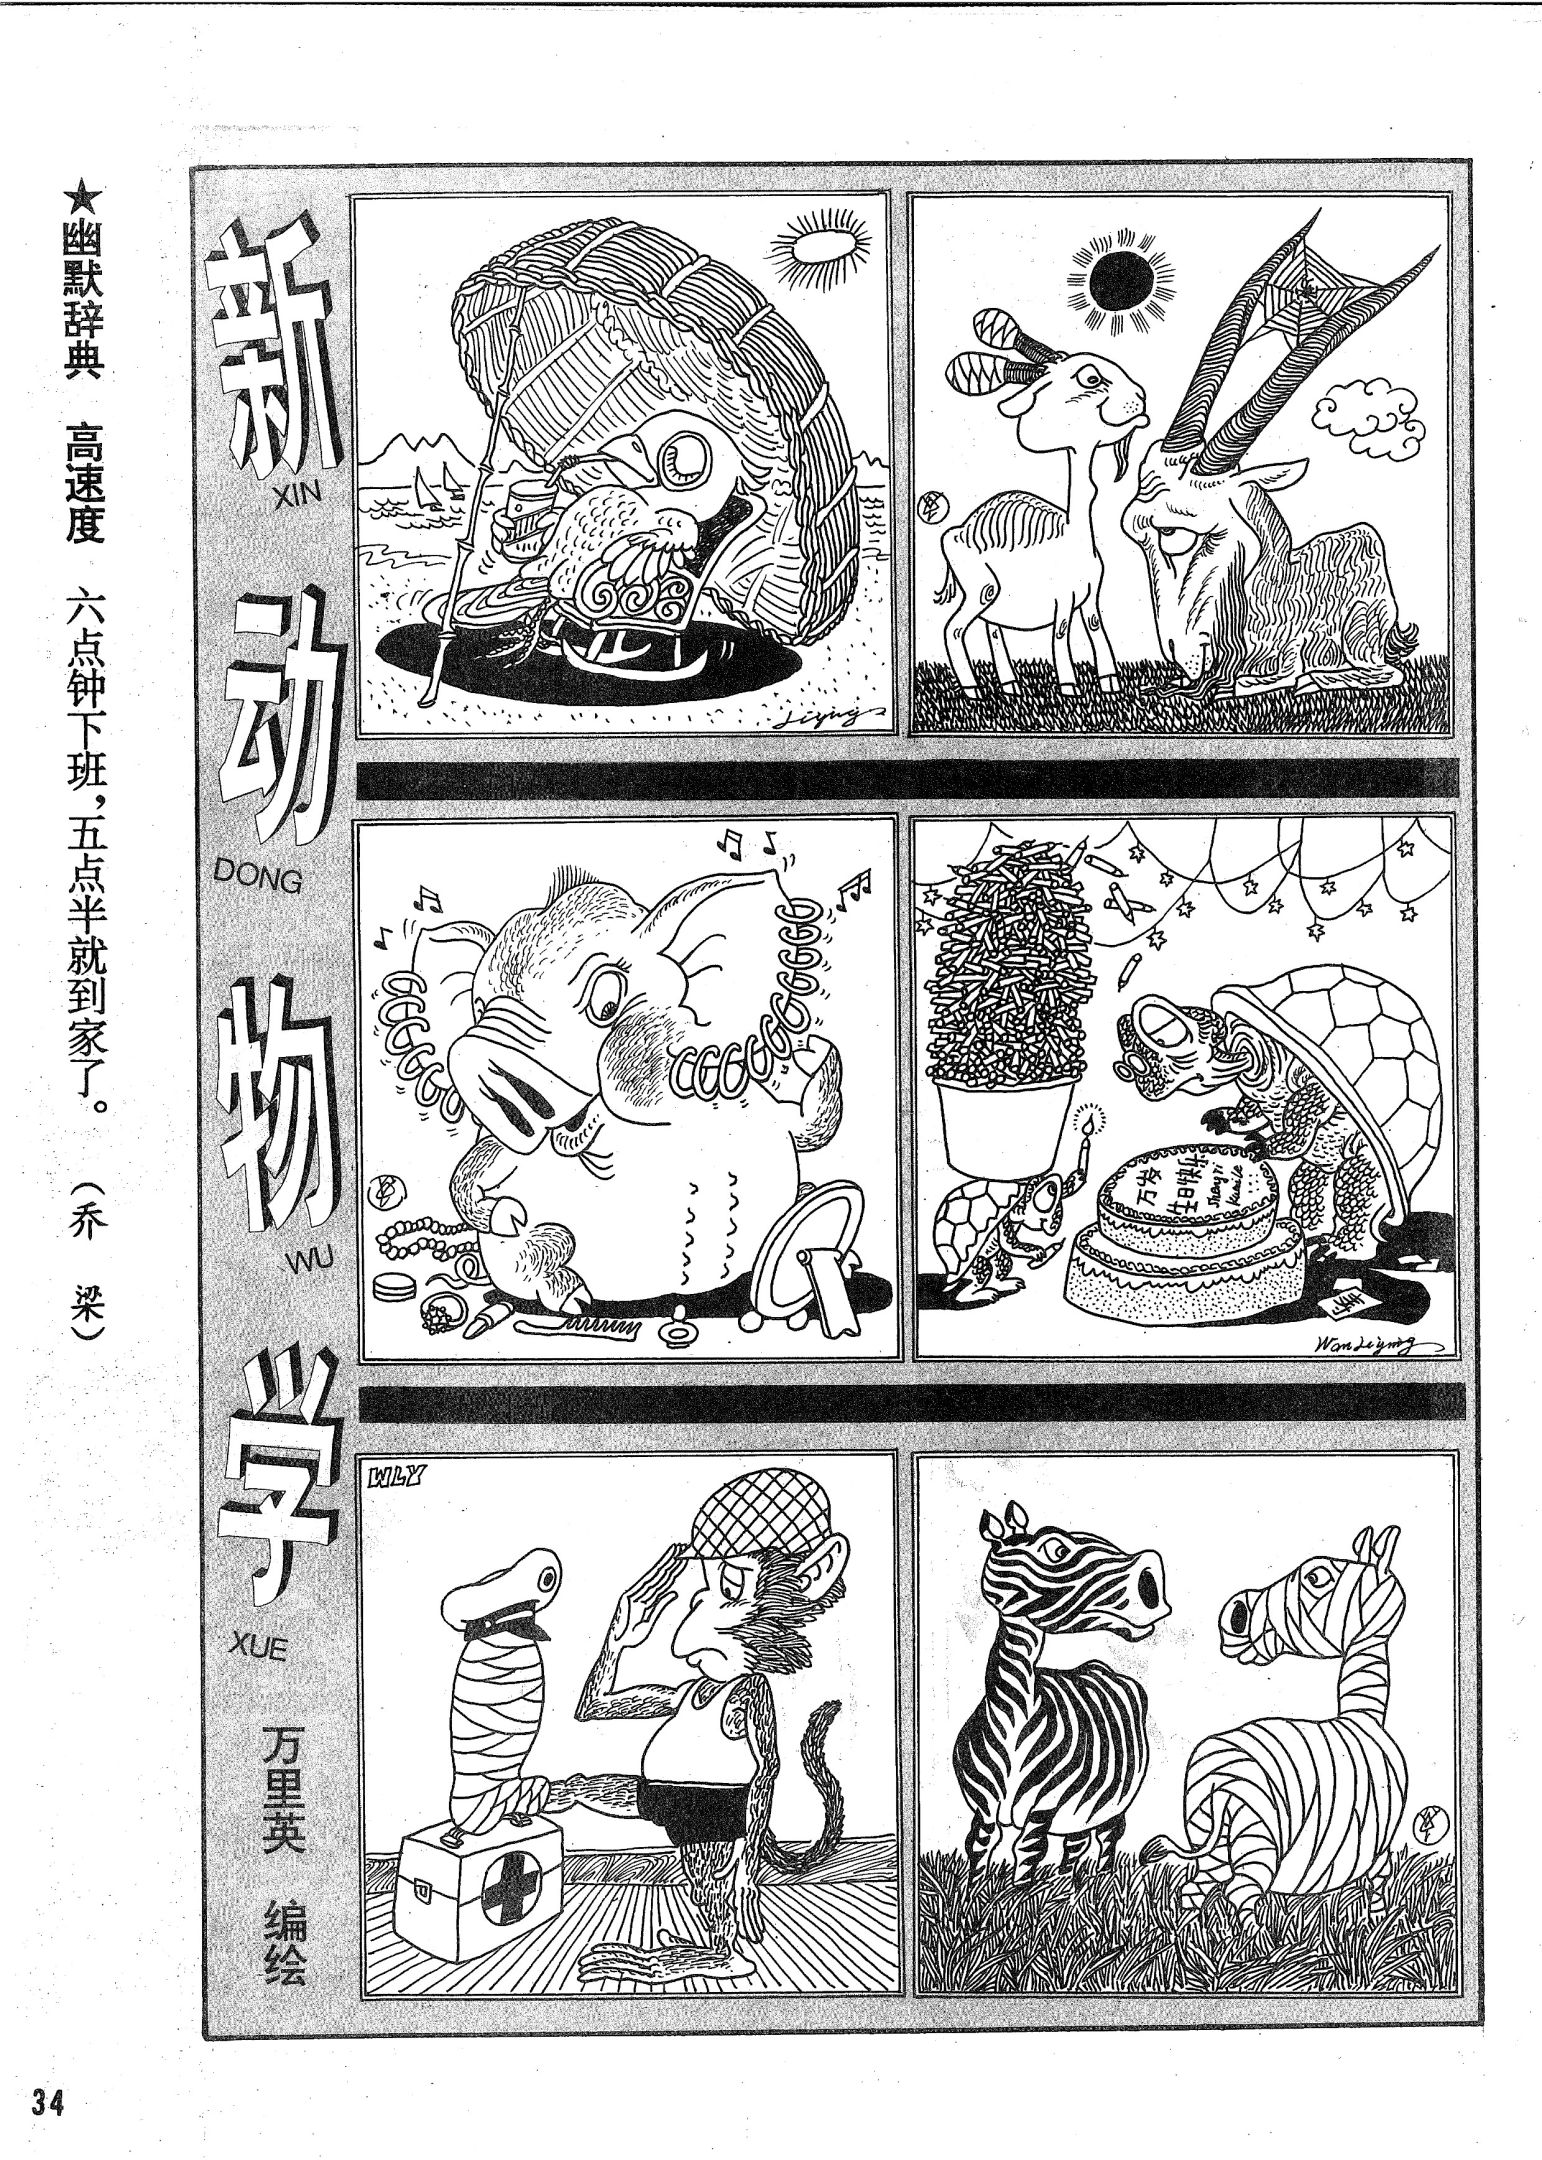 ★幽默辞典 高速度 六点钟下班，五点半就到家了。（乔 梁）
新
XIN
动
DONG
物
WU
学
XUE
万里英 编绘
Liying
万岁
生日快乐
Shengri
Kuaile
Wan Liying
WLY
34